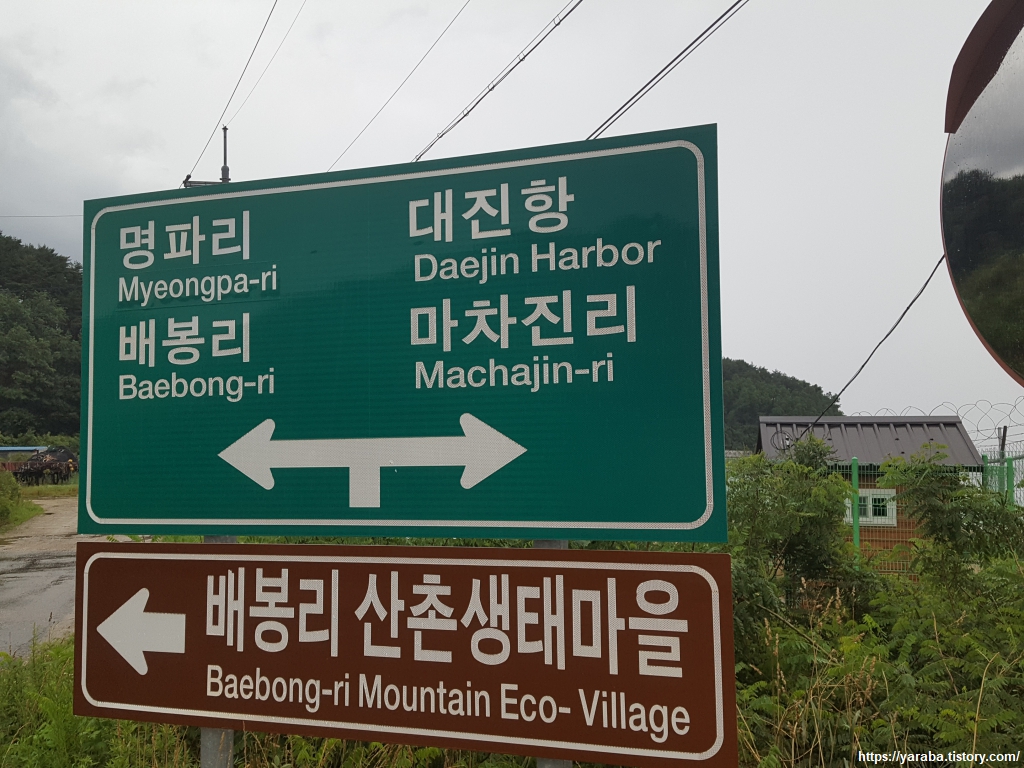 명파리
Myeongpa-ri
배봉리
Baebong-ri
대진항
Daejin Harbor
마차진리
Machajin-ri
배봉리 산촌생태마을
Baebong-ri Mountain Eco- Village
https://yaraba.tistory.com/